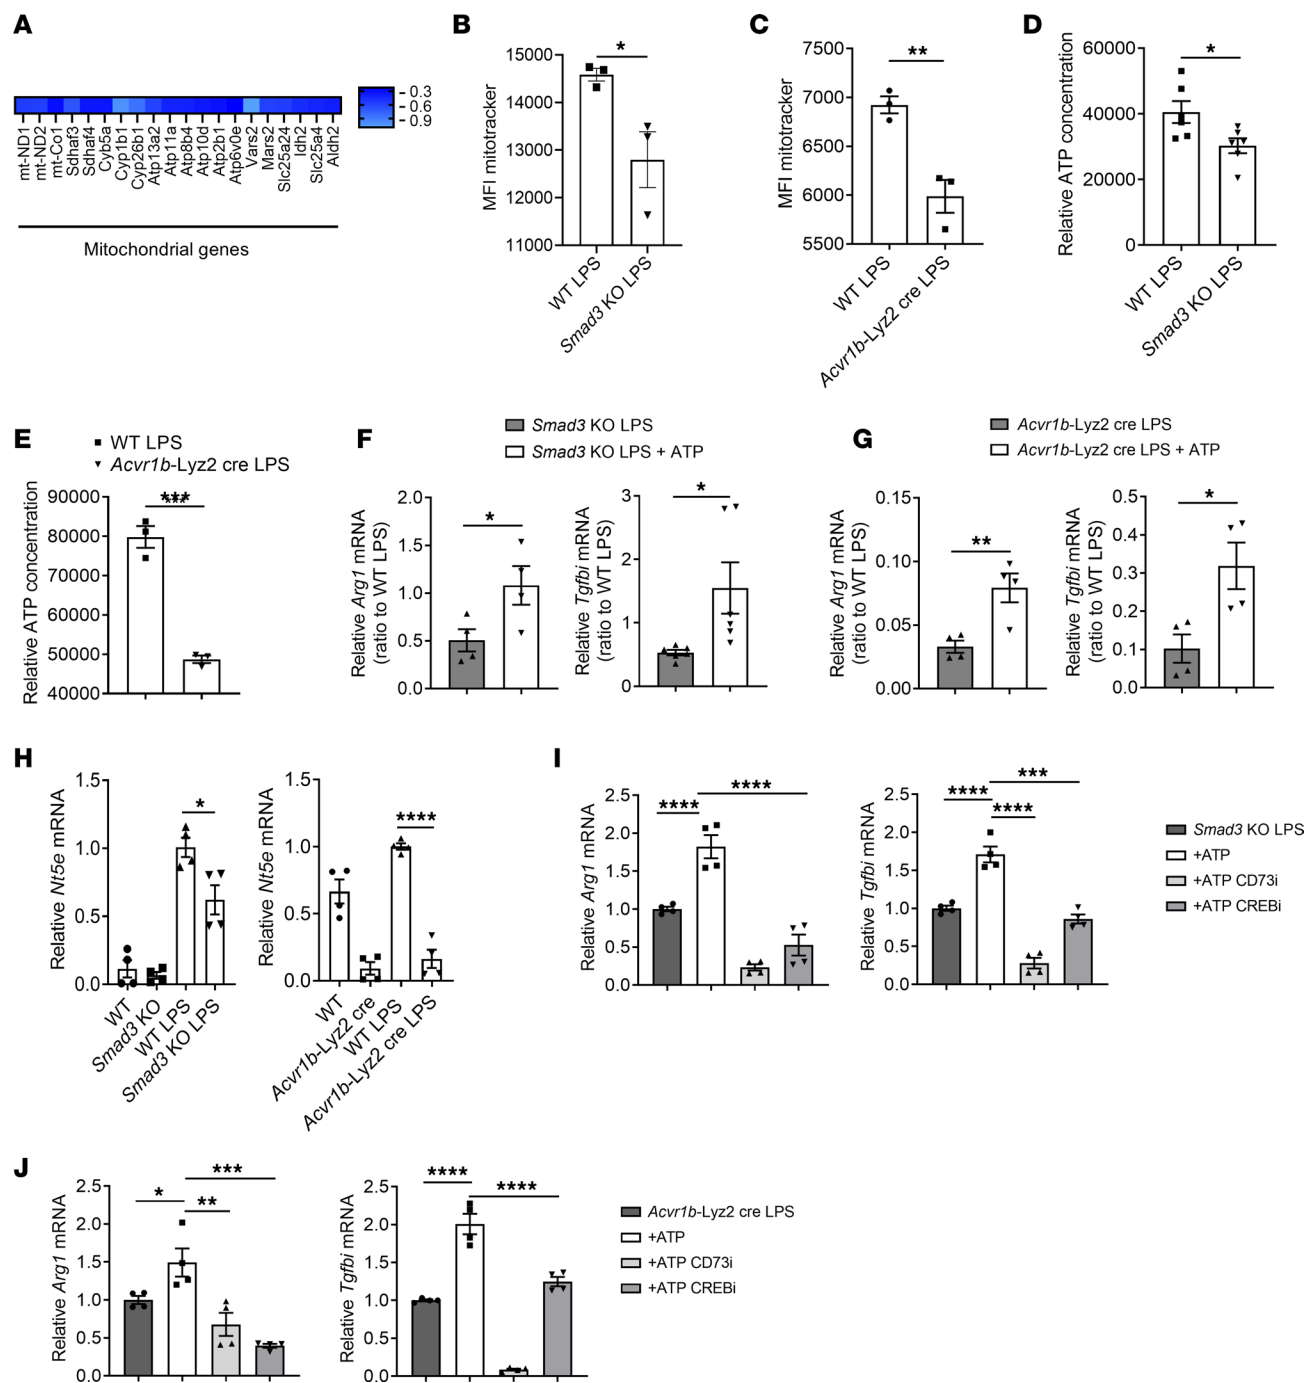 A
- 0.3
- 0.6
- 0.9
mt-ND1
mt-ND2
mt-Co1
Sdhaf3
Sdhaf4
Cyb5a
Cyp1b1
Cyp26b1
Atp13a2
Atp11a
Atp8b4
Atp10d
Atp2b1
Atp6v0e
Vars2
Mars2
Slc25a24
Idh2
Slc25a4
Aldh2
Mitochondrial genes
B
MFI mitotracker
15000
14000
13000
12000
11000
*
WT LPS
Smad3 KO LPS
C
MFI mitotracker
7500
7000
6500
6000
5500
**
WT LPS
Acvr1b-Lyz2 cre LPS
D
Relative ATP concentration
60000
40000
20000
0
*
WT LPS
Smad3 KO LPS
E
WT LPS
Acvr1b-Lyz2 cre LPS
Relative ATP concentration
90000
80000
70000
60000
50000
40000
***
F
Smad3 KO LPS
Smad3 KO LPS + ATP
Relative Arg1 mRNA
(ratio to WT LPS)
2.0
1.5
1.0
0.5
0.0
*
Relative Tgfbi mRNA
(ratio to WT LPS)
3
2
1
0
*
G
Acvr1b-Lyz2 cre LPS
Acvr1b-Lyz2 cre LPS + ATP
Relative Arg1 mRNA
(ratio to WT LPS)
0.15
0.10
0.05
0.00
**
Relative Tgfbi mRNA
(ratio to WT LPS)
0.5
0.4
0.3
0.2
0.1
0.0
*
H
Relative Nt5e mRNA
1.5
1.0
0.5
0.0
*
WT
Smad3 KO
WT LPS
Smad3 KO LPS
Relative Nt5e mRNA
1.5
1.0
0.5
0.0
****
WT
Acvr1b-Lyz2 cre
WT LPS
Acvr1b-Lyz2 cre LPS
I
Relative Arg1 mRNA
2.5
2.0
1.5
1.0
0.5
0.0
****
****
Relative Tgfbi mRNA
2.5
2.0
1.5
1.0
0.5
0.0
***
****
****
Smad3 KO LPS
+ATP
+ATP CD73i
+ATP CREBi
J
Relative Arg1 mRNA
2.5
2.0
1.5
1.0
0.5
0.0
***
*
**
Relative Tgfbi mRNA
2.5
2.0
1.5
1.0
0.5
0.0
****
****
Acvr1b-Lyz2 cre LPS
+ATP
+ATP CD73i
+ATP CREBi